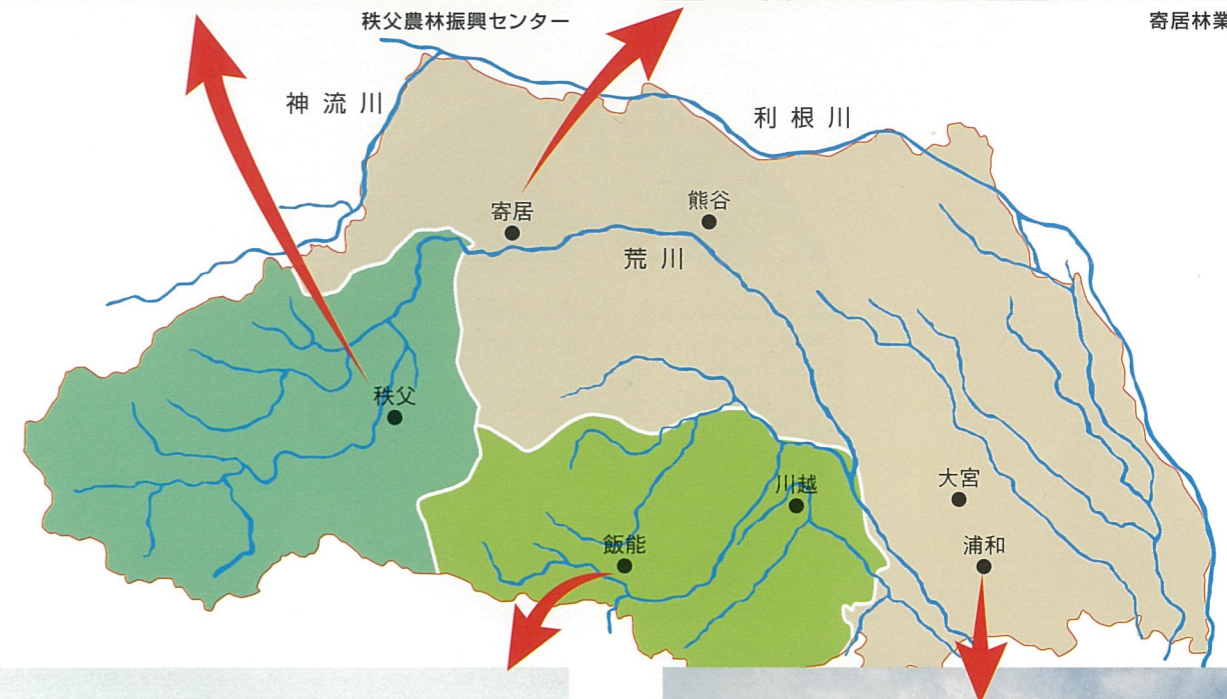 秩父農林振興センター
寄居林業
神流川
利根川
寄居
熊谷
荒川
秩父
大宮
川越
飯能
浦和